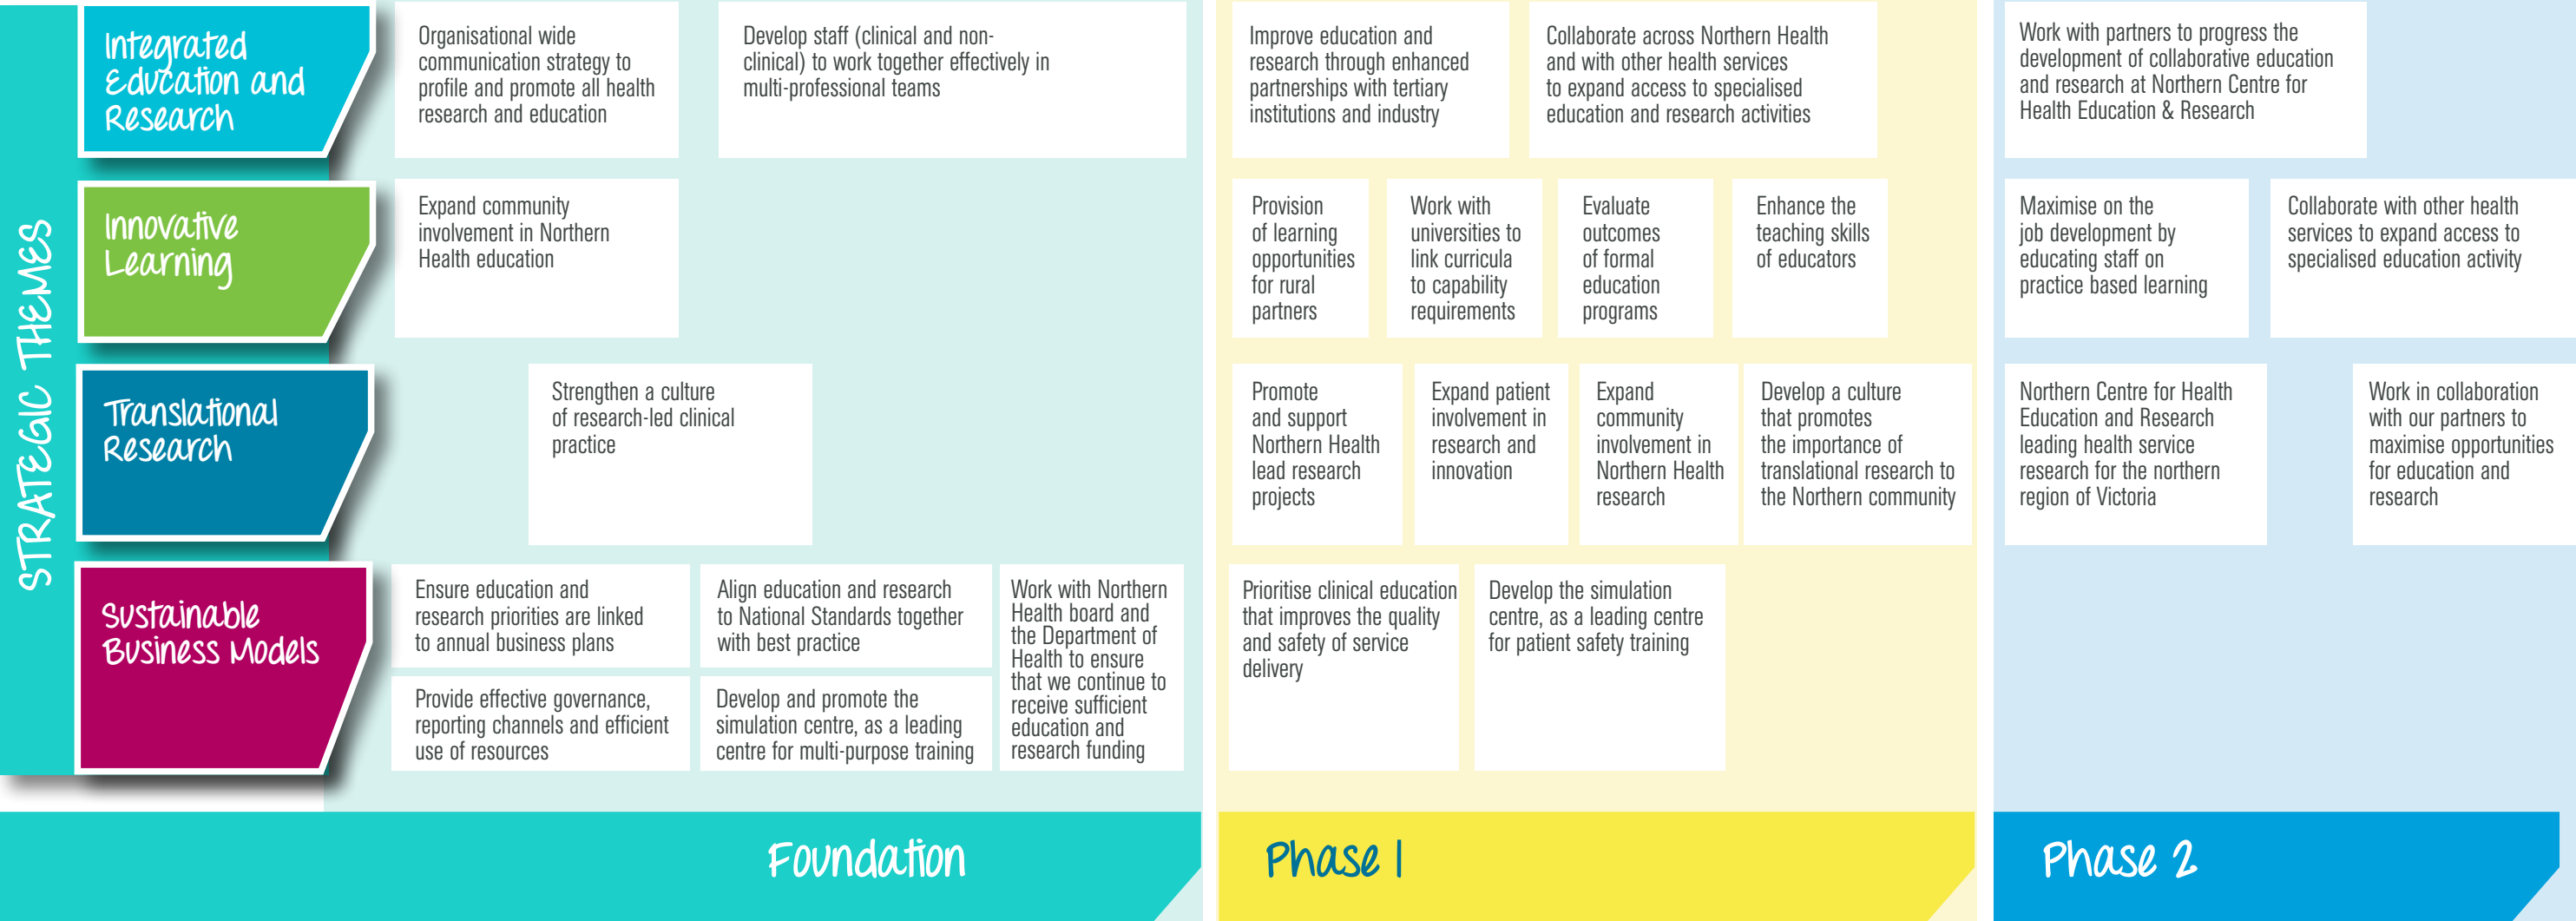 STRATEGIC THEMES
Integrated
Education and
Research
Organisational wide
communication strategy to
profile and promote all health
research and education
Develop staff (clinical and non-
clinical) to work together effectively in
multi-professional teams
Improve education and
research through enhanced
partnerships with tertiary
institutions and industry
Collaborate across Northern Health
and with other health services
to expand access to specialised
education and research activities
Work with partners to progress the
development of collaborative education
and research at Northern Centre for
Health Education & Research
Innovative
Learning
Expand community
involvement in Northern
Health education
Provision
of learning
opportunities
for rural
partners
Work with
universities to
link curricula
to capability
requirements
Evaluate
outcomes
of formal
education
programs
Enhance the
teaching skills
of educators
Maximise on the
job development by
educating staff on
practice based learning
Collaborate with other health
services to expand access to
specialised education activity
Translational
Research
Strengthen a culture
of research-led clinical
practice
Promote
and support
Northern Health
lead research
projects
Expand patient
involvement in
research and
innovation
Expand
community
involvement in
Northern Health
research
Develop a culture
that promotes
the importance of
translational research to
the Northern community
Northern Centre for Health
Education and Research
leading health service
research for the northern
region of Victoria
Work in collaboration
with our partners to
maximise opportunities
for education and
research
Sustainable
Business Models
Ensure education and
research priorities are linked
to annual business plans
Align education and research
to National Standards together
with best practice
Work with Northern
Health board and
the Department of
Health to ensure
that we continue to
receive sufficient
education and
research funding
Provide effective governance,
reporting channels and efficient
use of resources
Develop and promote the
simulation centre, as a leading
centre for multi-purpose training
Prioritise clinical education
that improves the quality
and safety of service
delivery
Develop the simulation
centre, as a leading centre
for patient safety training
Foundation
Phase 1
Phase 2